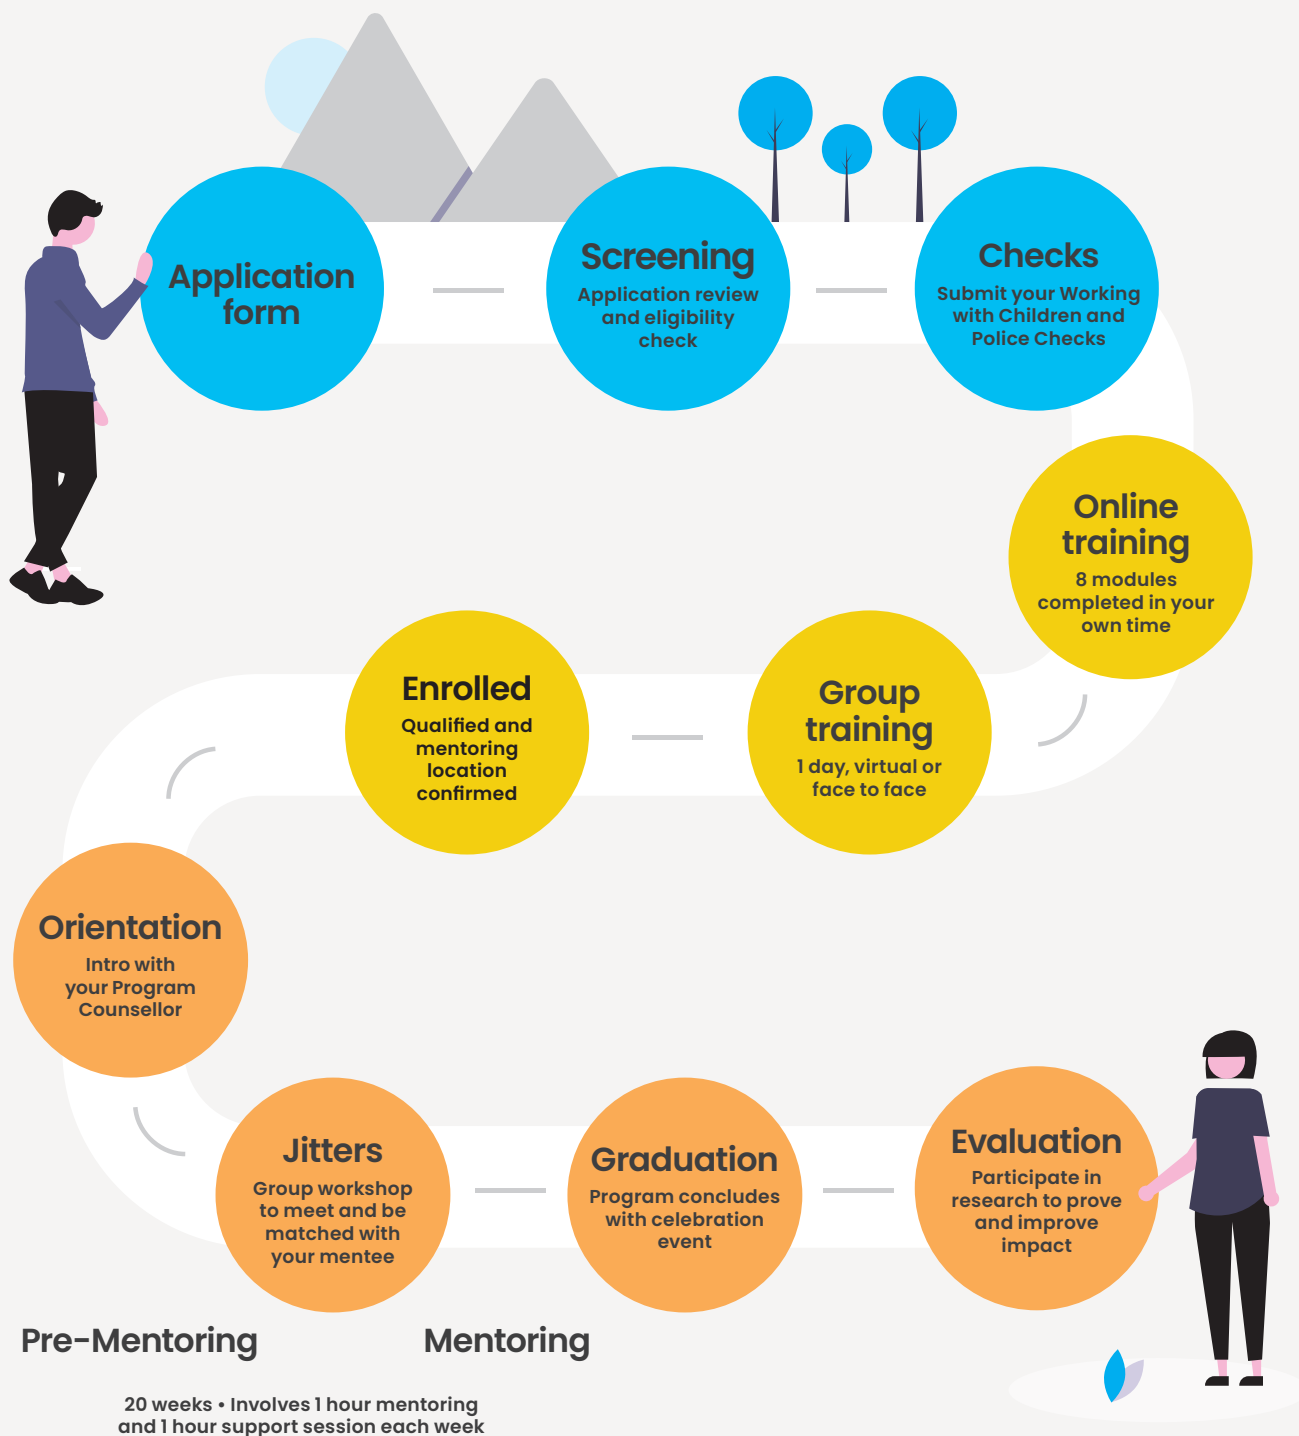 Application
form
Screening
Application review
and eligibility
check
Checks
Submit your Working
with Children and
Police Checks
Online
training
8 modules
completed in your
own time
Group
training
1 day, virtual or
face to face
Enrolled
Qualified and
mentoring
location
confirmed
Orientation
Intro with
your Program
Counsellor
Jitters
Group workshop
to meet and be
matched with
your mentee
Graduation
Program concludes
with celebration
event
Evaluation
Participate in
research to prove
and improve
impact
Pre-Mentoring
Mentoring
20 weeks • Involves 1 hour mentoring
and 1 hour support session each week